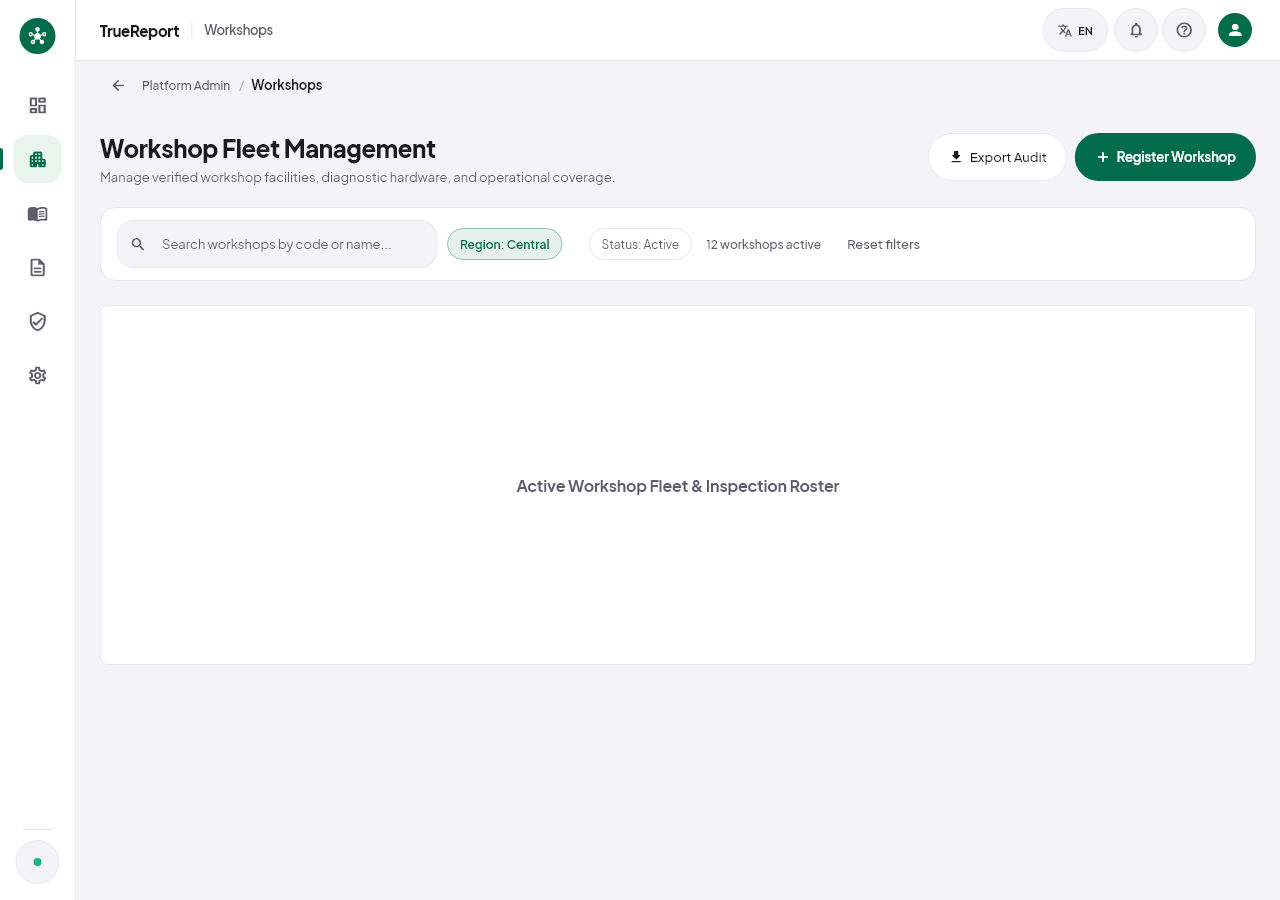 TrueReport
Workshops
EN
Platform Admin / Workshops
Workshop Fleet Management
Manage verified workshop facilities, diagnostic hardware, and operational coverage.
Export Audit
Register Workshop
Search workshops by code or name...
Region: Central
Status: Active
12 workshops active
Reset filters
Active Workshop Fleet & Inspection Roster